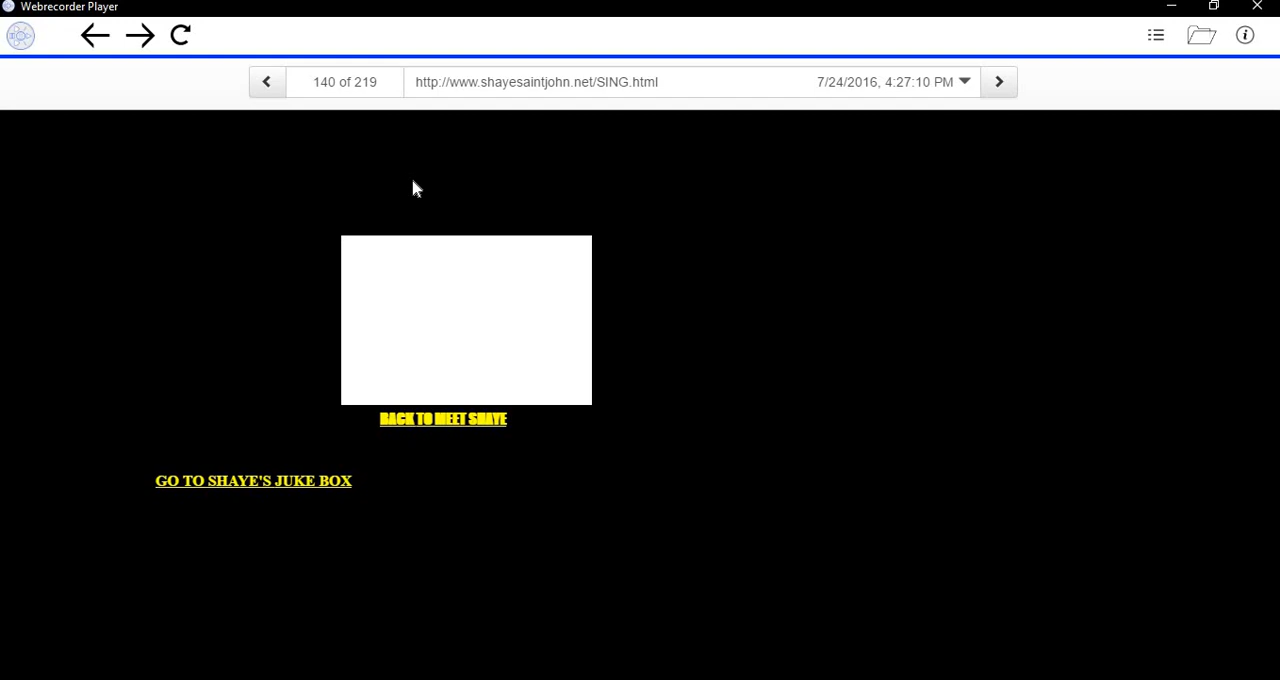 Webrecorder Player
140 of 219
http://www.shayesaintjohn.net/SING.html
7/24/2016, 4:27:10 PM
BACK TO MEET SHAYE
GO TO SHAYE'S JUKE BOX